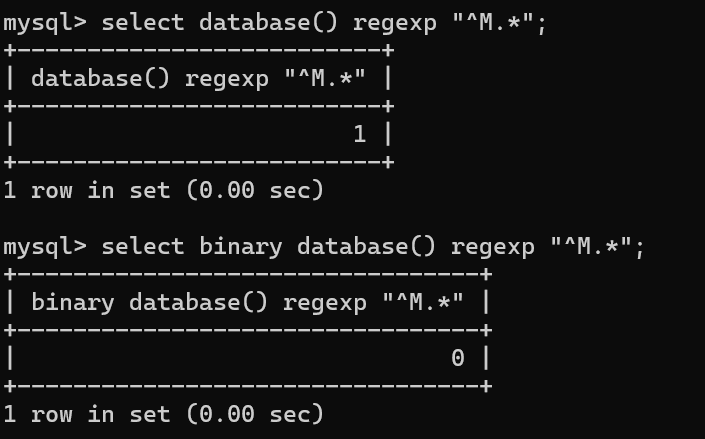 mysql> select database() regexp "^M.*";
+--------------------------+
| database() regexp "^M.*" |
+--------------------------+
|                        1 |
+--------------------------+
1 row in set (0.00 sec)

mysql> select binary database() regexp "^M.*";
+---------------------------------+
| binary database() regexp "^M.*" |
+---------------------------------+
|                               0 |
+---------------------------------+
1 row in set (0.00 sec)